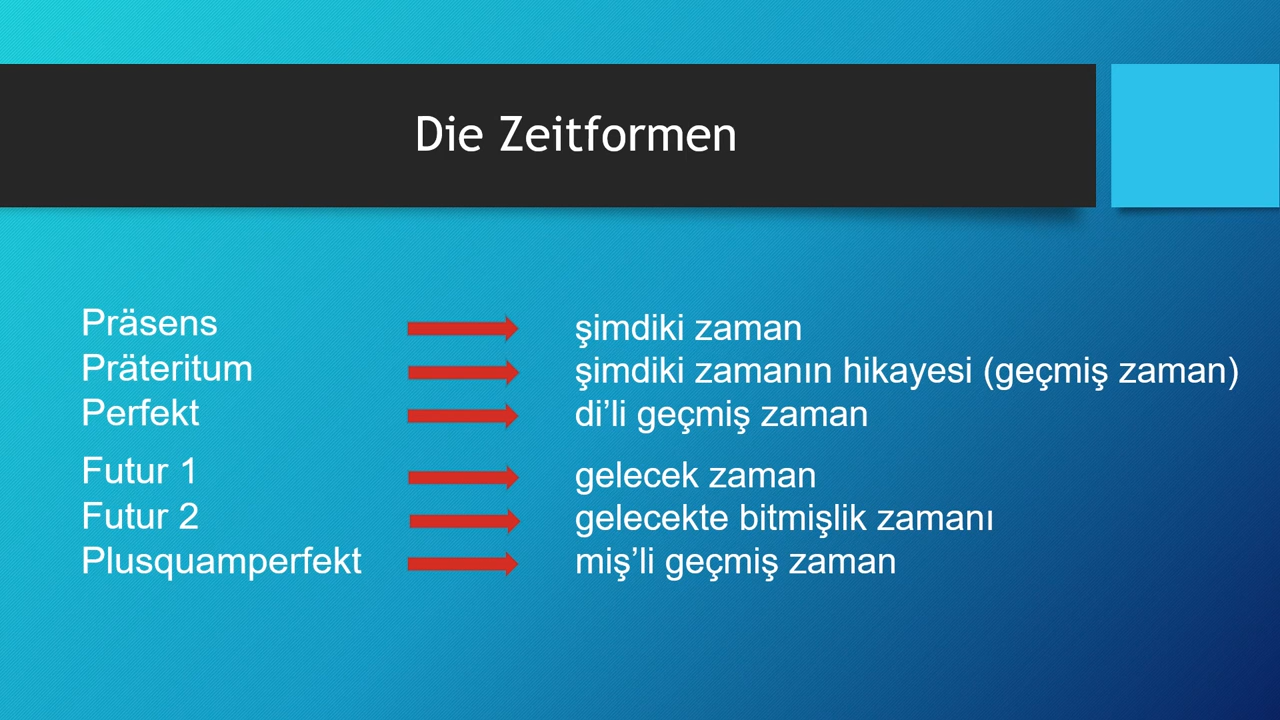 Die Zeitformen
Präsens şimdiki zaman
Präteritum şimdiki zamanın hikayesi (geçmiş zaman)
Perfekt di’li geçmiş zaman
Futur 1 gelecek zaman
Futur 2 gelecekte bitmişlik zamanı
Plusquamperfekt miş’li geçmiş zaman